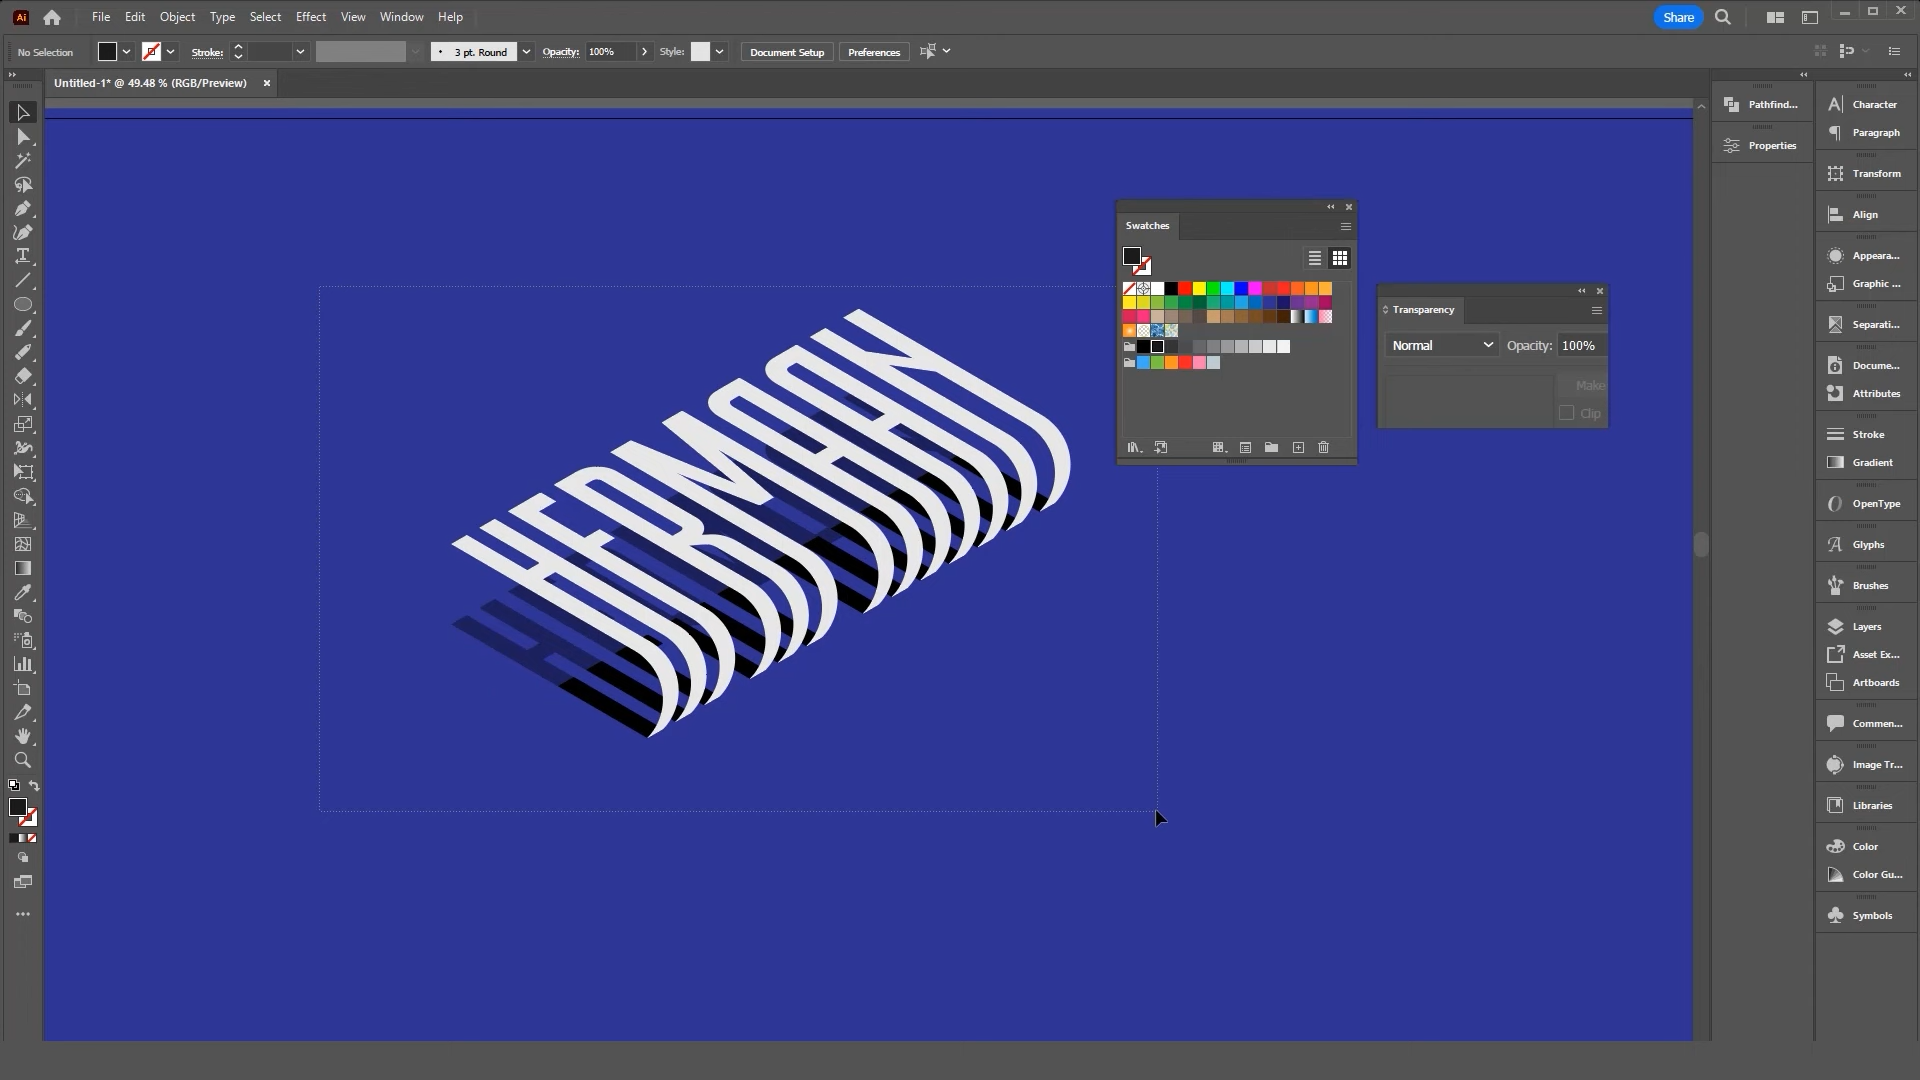 Ai File Edit Object Type Select Effect View Window Help Share
No Selection Stroke: 3 pt. Round Opacity: 100% Style: Document Setup Preferences
Untitled-1* @ 49.48 % (RGB/Preview)
HERMAAN
Swatches
Transparency
Normal Opacity: 100%
Make
Clip
Pathfind...
Properties
Character
Paragraph
Transform
Align
Appeara...
Graphic ...
Separati...
Docume...
Attributes
Stroke
Gradient
OpenType
Glyphs
Brushes
Layers
Asset Ex...
Artboards
Commen...
Image Tr...
Libraries
Color
Color Gu...
Symbols